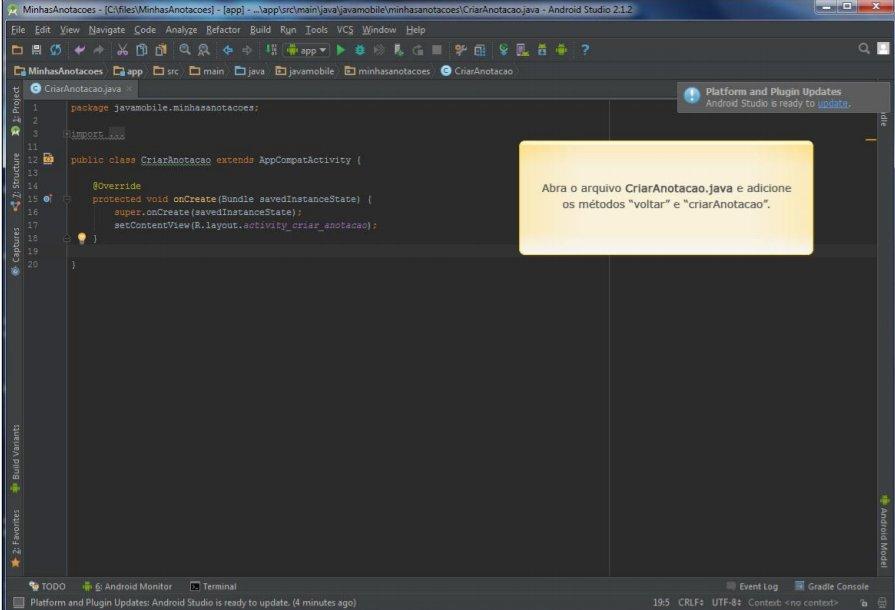 MinhasAnotacoes - [C:\files\MinhasAnotacoes] - [app] - ...\app\src\main\java\javamobile\minhasanotacoes\CriarAnotacao.java - Android Studio 2.1.2
File Edit View Navigate Code Analyze Refactor Build Run Tools VCS Window Help
app
MinhasAnotacoes app src main java javamobile minhasanotacoes CriarAnotacao
CriarAnotacao.java
Platform and Plugin Updates
Android Studio is ready to update.
1: Project
7: Structure
Captures
Build Variants
2: Favorites
Android Model
1 package javamobile.minhasanotacoes;
2
3 import ...
11
12 public class CriarAnotacao extends AppCompatActivity {
13
14 @Override
15 protected void onCreate(Bundle savedInstanceState) {
16 super.onCreate(savedInstanceState);
17 setContentView(R.layout.activity_criar_anotacao);
18 }
19
20 }
Abra o arquivo CriarAnotacao.java e adicione
os métodos “voltar” e “criarAnotacao”.
TODO 6: Android Monitor Terminal Event Log Gradle Console
Platform and Plugin Updates: Android Studio is ready to update. (4 minutes ago) 19:5 CRLF÷ UTF-8÷ Context: <no context>